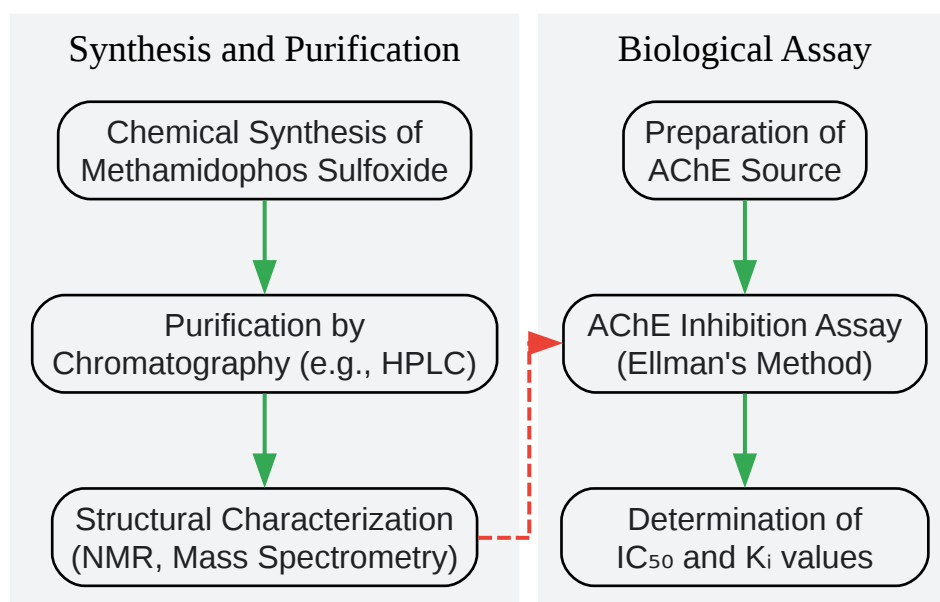 Synthesis and Purification
Chemical Synthesis of
Methamidophos Sulfoxide
Purification by
Chromatography (e.g., HPLC)
Structural Characterization
(NMR, Mass Spectrometry)
Biological Assay
Preparation of
AChE Source
AChE Inhibition Assay
(Ellman's Method)
Determination of
IC₅₀ and Kᵢ values